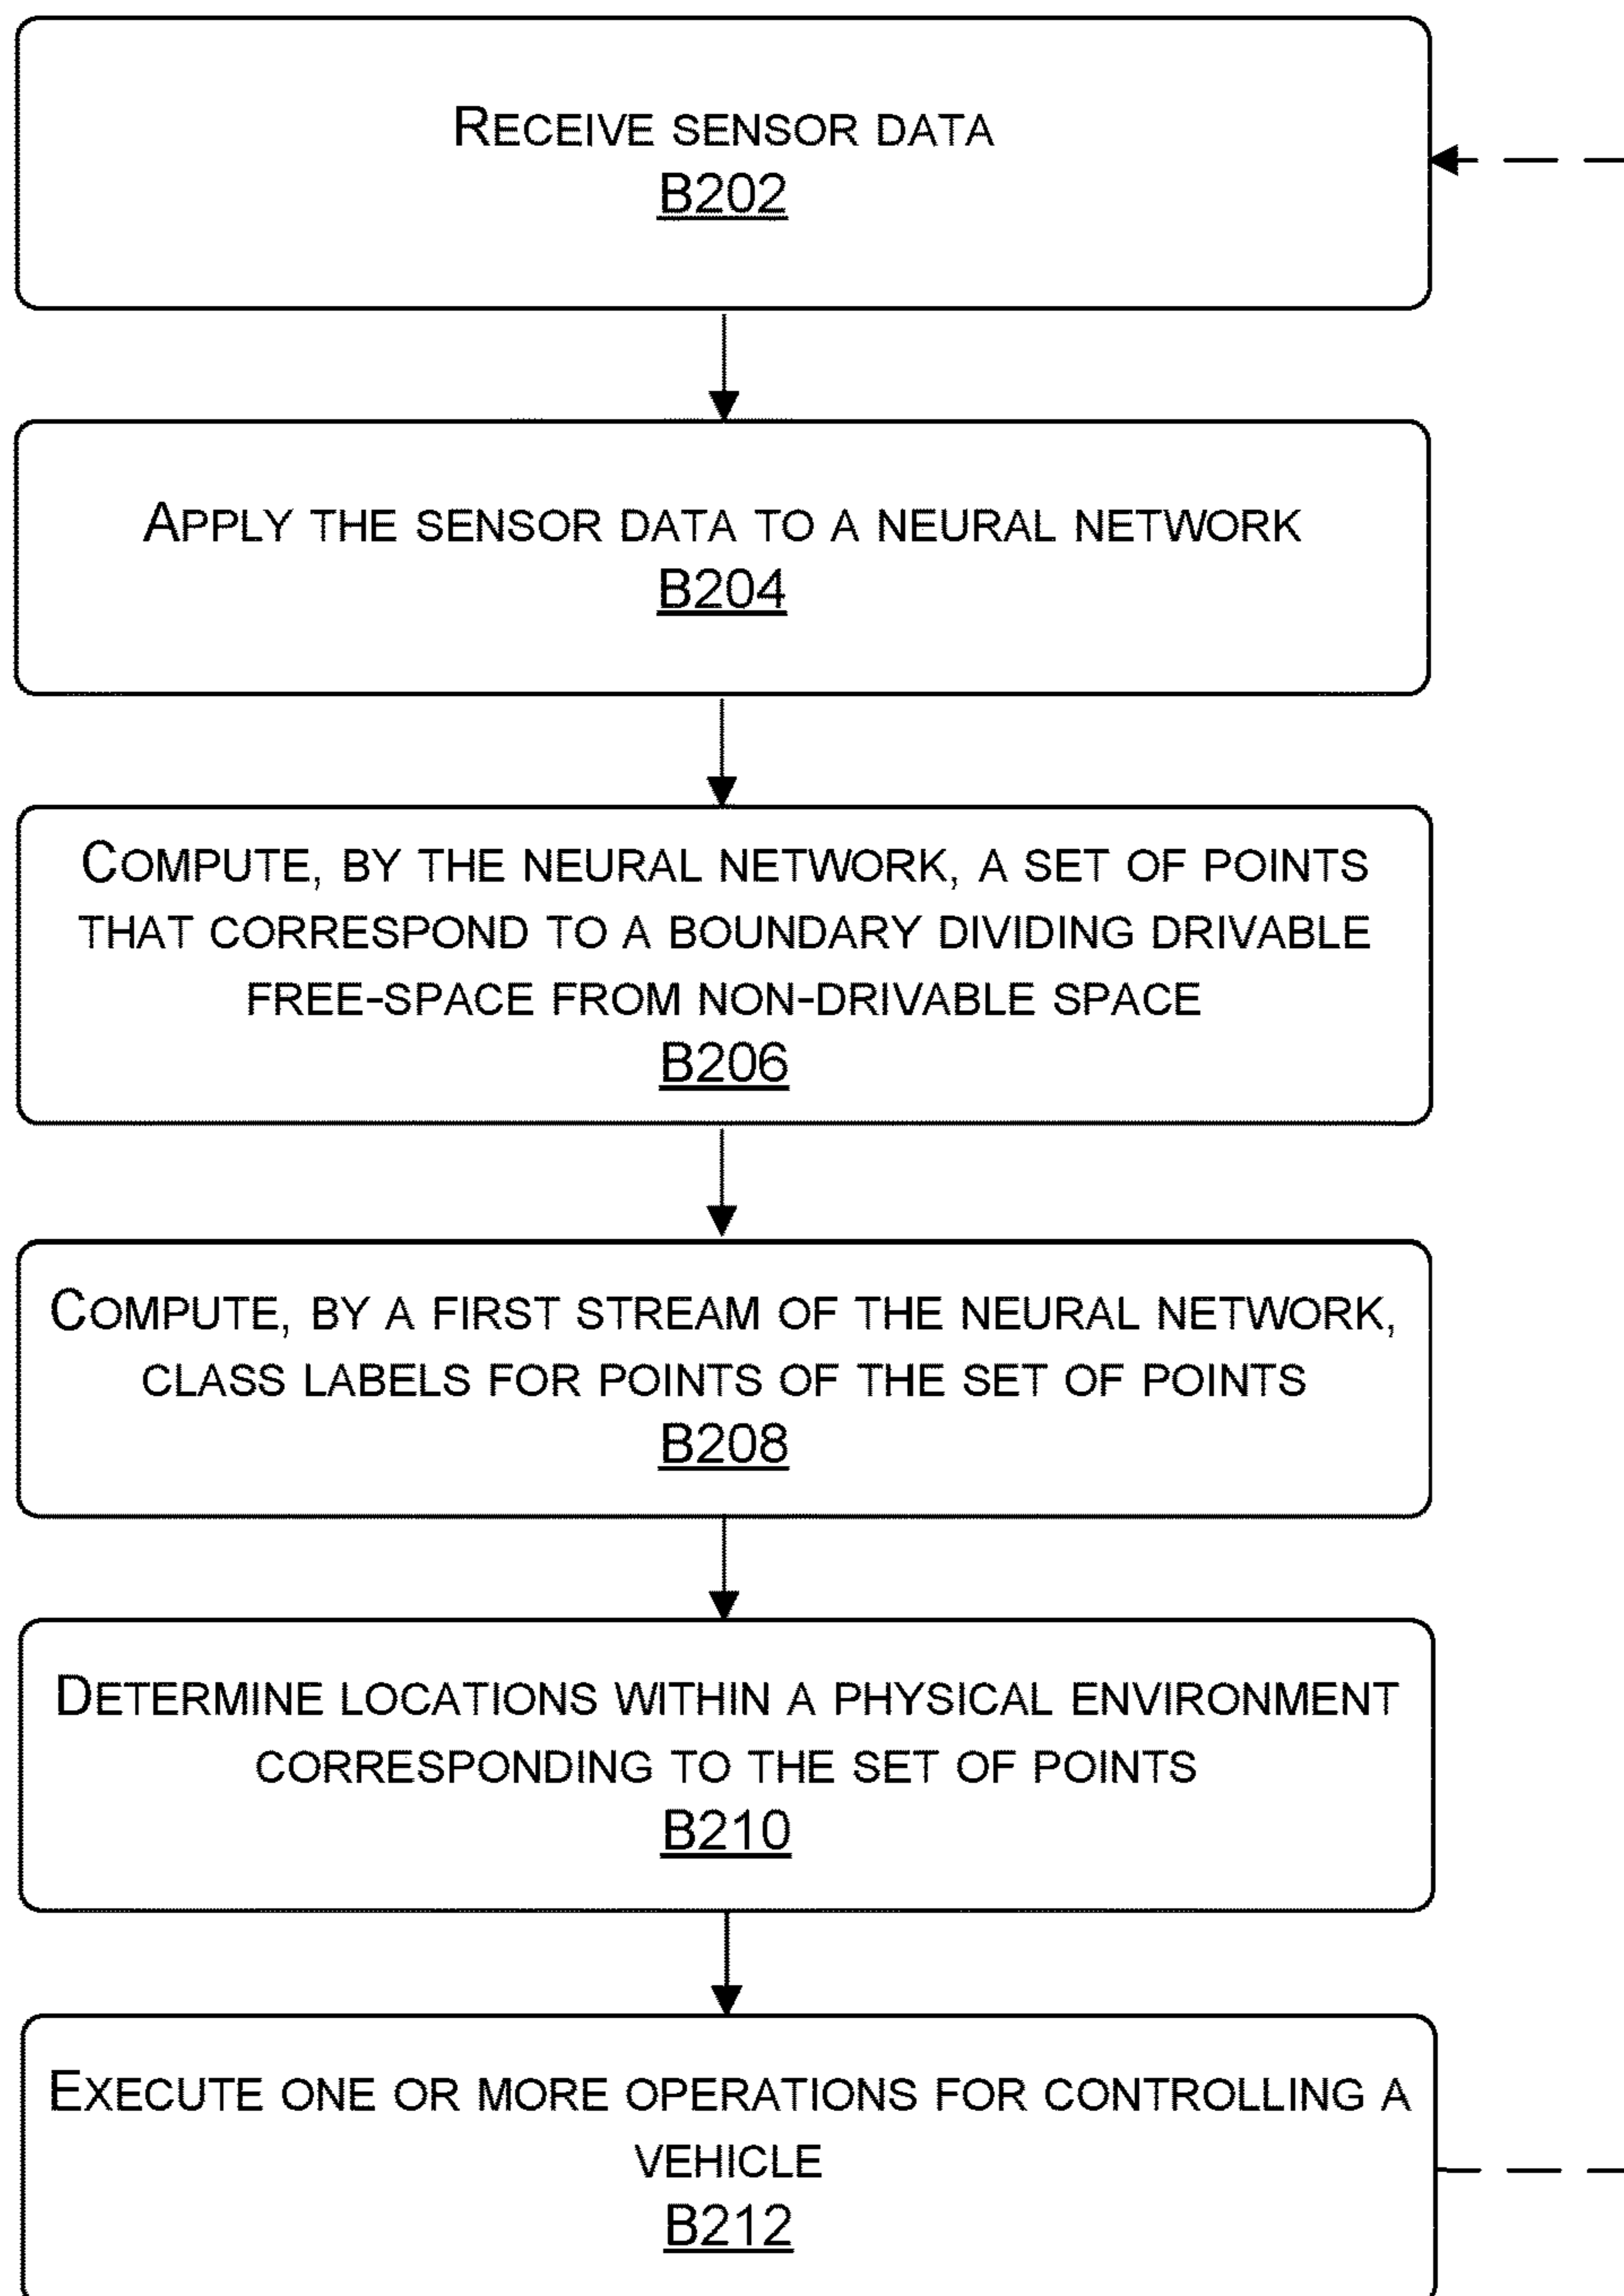 RECEIVE SENSOR DATA
B202
APPLY THE SENSOR DATA TO A NEURAL NETWORK
B204
COMPUTE, BY THE NEURAL NETWORK, A SET OF POINTS
THAT CORRESPOND TO A BOUNDARY DIVIDING DRIVABLE
FREE-SPACE FROM NON-DRIVABLE SPACE
B206
COMPUTE, BY A FIRST STREAM OF THE NEURAL NETWORK,
CLASS LABELS FOR POINTS OF THE SET OF POINTS
B208
DETERMINE LOCATIONS WITHIN A PHYSICAL ENVIRONMENT
CORRESPONDING TO THE SET OF POINTS
B210
EXECUTE ONE OR MORE OPERATIONS FOR CONTROLLING A
VEHICLE
B212